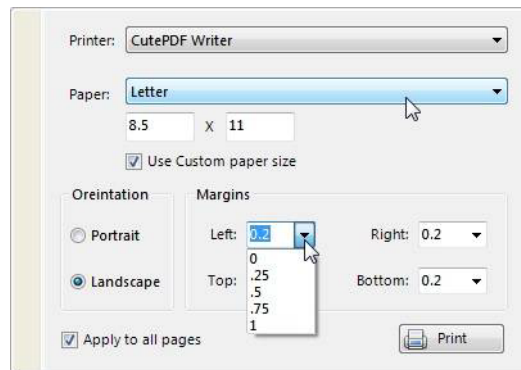 Printer: CutePDF Writer
Paper: Letter
8.5 X 11
Use Custom paper size
Oreintation Margins
Portrait Left: 0.2 Right: 0.2
0
.25
Landscape Top: .5 Bottom: 0.2
.75
1
Apply to all pages Print